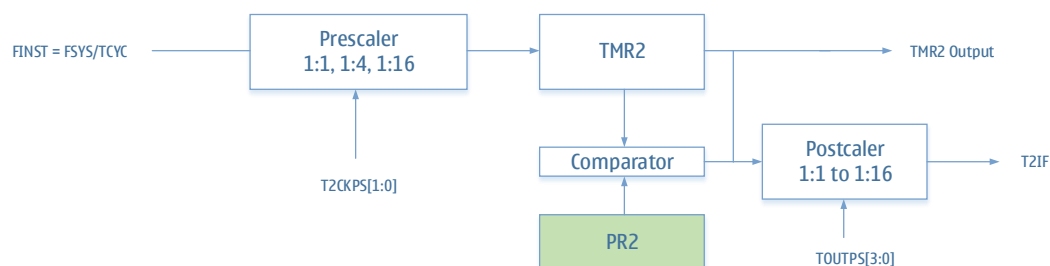 FINST = FSYS/TCYC
Prescaler
1:1, 1:4, 1:16
TMR2
TMR2 Output
T2CKPS[1:0]
Comparator
Postcaler
1:1 to 1:16
T2IF
PR2
TOUTPS[3:0]